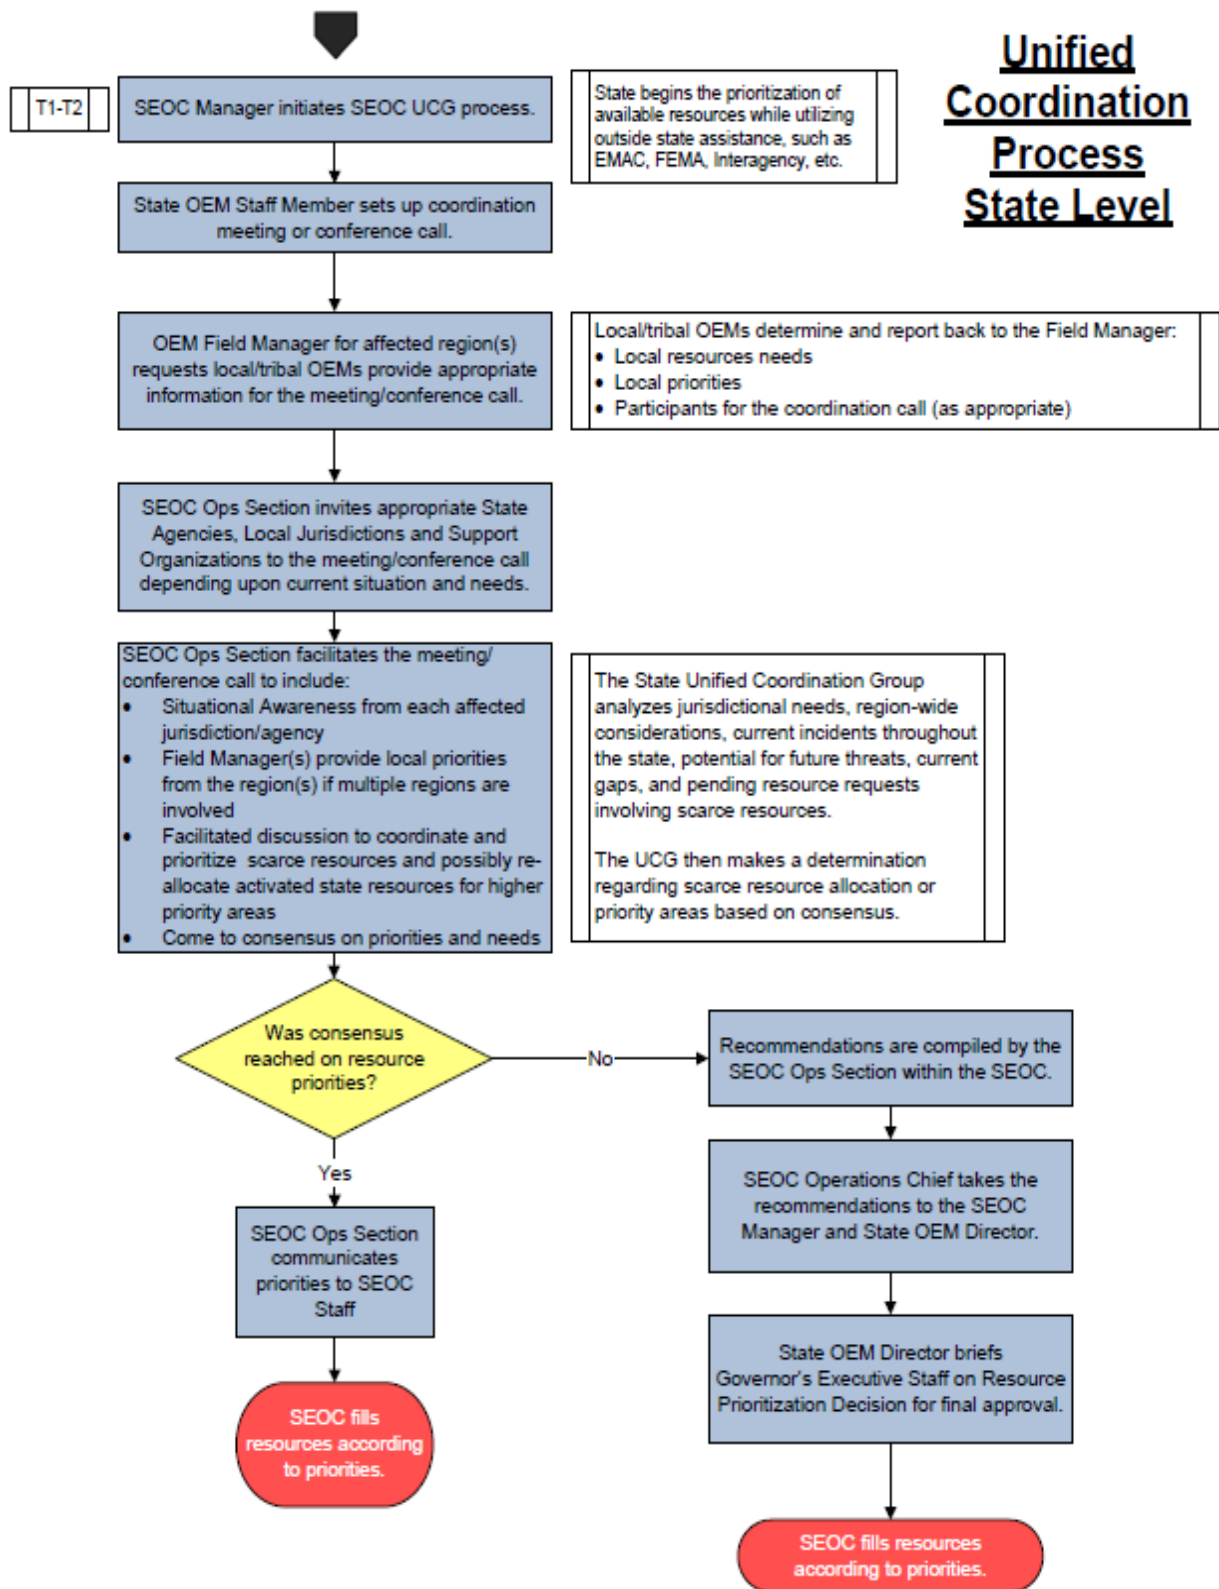 Unified
Coordination
Process
State Level
T1-T2
SEOC Manager initiates SEOC UCG process.
State begins the prioritization of
available resources while utilizing
outside state assistance, such as
EMAC, FEMA, Interagency, etc.
State OEM Staff Member sets up coordination
meeting or conference call.
OEM Field Manager for affected region(s)
requests local/tribal OEMs provide appropriate
information for the meeting/conference call.
Local/tribal OEMs determine and report back to the Field Manager:
• Local resources needs
• Local priorities
• Participants for the coordination call (as appropriate)
SEOC Ops Section invites appropriate State
Agencies, Local Jurisdictions and Support
Organizations to the meeting/conference call
depending upon current situation and needs.
SEOC Ops Section facilitates the meeting/
conference call to include:
• Situational Awareness from each affected
jurisdiction/agency
• Field Manager(s) provide local priorities
from the region(s) if multiple regions are
involved
• Facilitated discussion to coordinate and
prioritize scarce resources and possibly re-
allocate activated state resources for higher
priority areas
• Come to consensus on priorities and needs
The State Unified Coordination Group
analyzes jurisdictional needs, region-wide
considerations, current incidents throughout
the state, potential for future threats, current
gaps, and pending resource requests
involving scarce resources.
The UCG then makes a determination
regarding scarce resource allocation or
priority areas based on consensus.
Was consensus
reached on resource
priorities?
No
Recommendations are compiled by the
SEOC Ops Section within the SEOC.
Yes
SEOC Operations Chief takes the
recommendations to the SEOC
Manager and State OEM Director.
SEOC Ops Section
communicates
priorities to SEOC
Staff
State OEM Director briefs
Governor's Executive Staff on Resource
Prioritization Decision for final approval.
SEOC fills
resources according
to priorities.
SEOC fills resources
according to priorities.